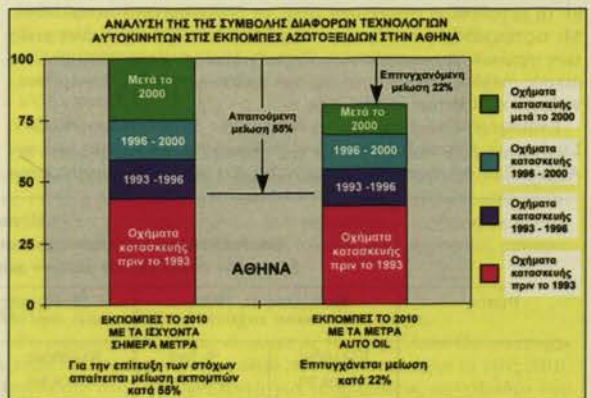 ΑΝΑΛΥΣΗ ΤΗΣ ΤΗΣ ΣΥΜΒΟΛΗΣ ΔΙΑΦΟΡΩΝ ΤΕΧΝΟΛΟΓΙΩΝ
ΑΥΤΟΚΙΝΗΤΩΝ ΣΤΙΣ ΕΚΠΟΜΠΕΣ ΑΖΩΤΟΞΕΙΔΙΩΝ ΣΤΗΝ ΑΘΗΝΑ
100
75
50
25
0
Μετά το
2000
1996 - 2000
1993 -1996
Οχήματα
κατασκευής
πριν το 1993
Απαιτούμενη
μείωση 55%
ΑΘΗΝΑ
Επιτυγχανόμενη
μείωση 22%
Μετά το
2000
1996 - 2000
1993 -1996
Οχήματα
κατασκευής
πριν το 1993
Οχήματα
κατασκευής
μετά το 2000
Οχήματα
κατασκευής
1996 - 2000
Οχήματα
κατασκευής
1993 - 1996
Οχήματα
κατασκευής
πριν το 1993
ΕΚΠΟΜΠΕΣ ΤΟ 2010
ΜΕ ΤΑ ΙΣΧΥΟΝΤΑ
ΣΗΜΕΡΑ ΜΕΤΡΑ
Για την επίτευξη των στόχων
απαιτείται μείωση εκπομπών
κατά 55%
ΕΚΠΟΜΠΕΣ ΤΟ 2010
ΜΕ ΤΑ ΜΕΤΡΑ
AUTO OIL
Επιτυγχάνεται μείωση
κατά 22%